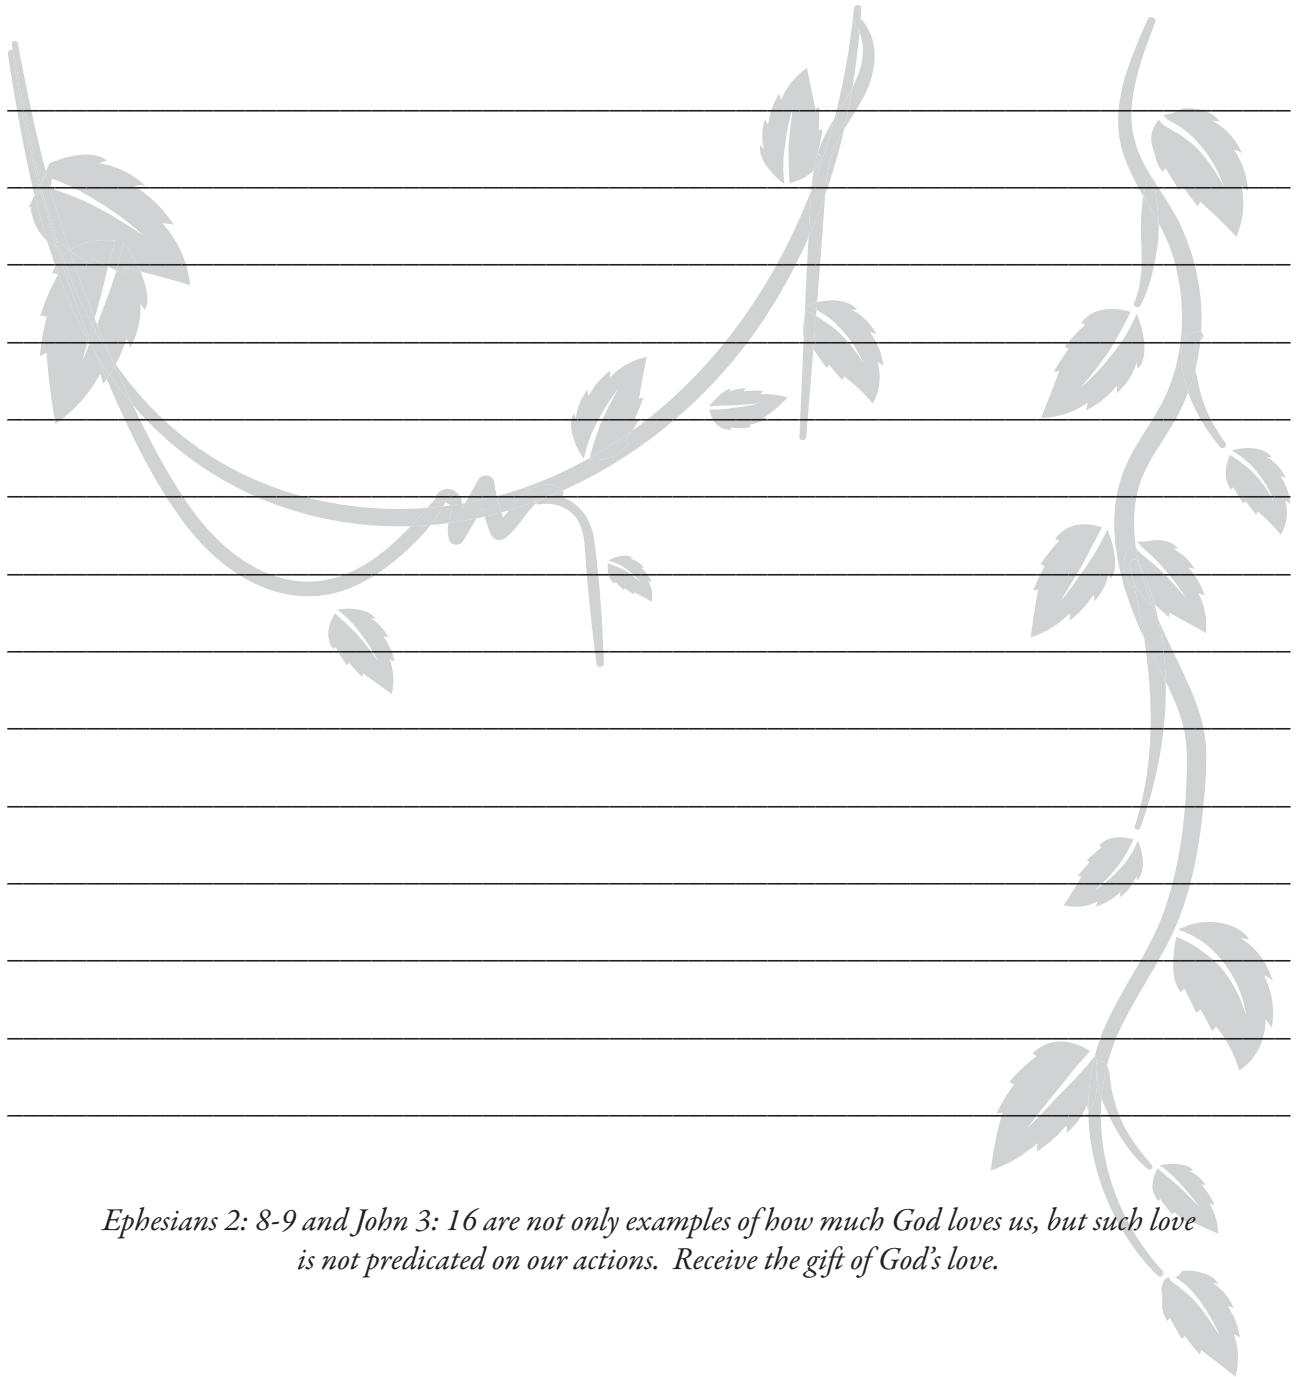 Ephesians 2: 8-9 and John 3: 16 are not only examples of how much God loves us, but such love
is not predicated on our actions.  Receive the gift of God’s love.